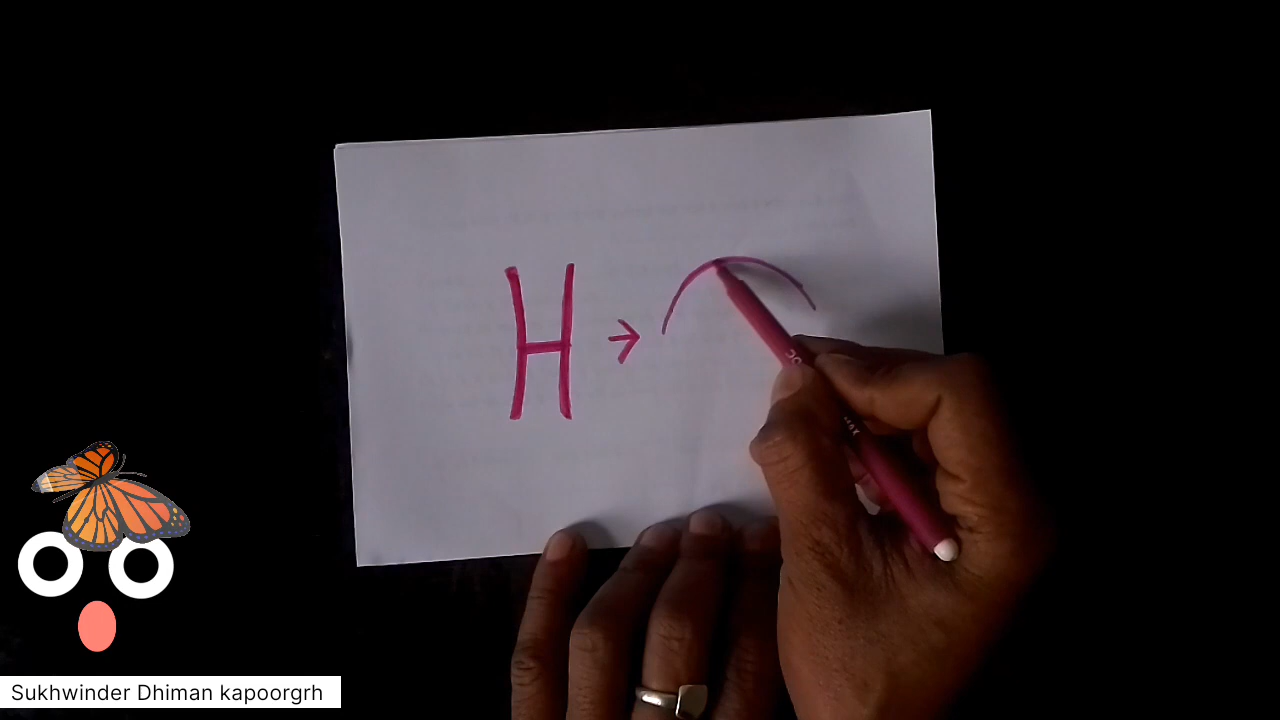 H →
Sukhwinder Dhiman kapoorgrh